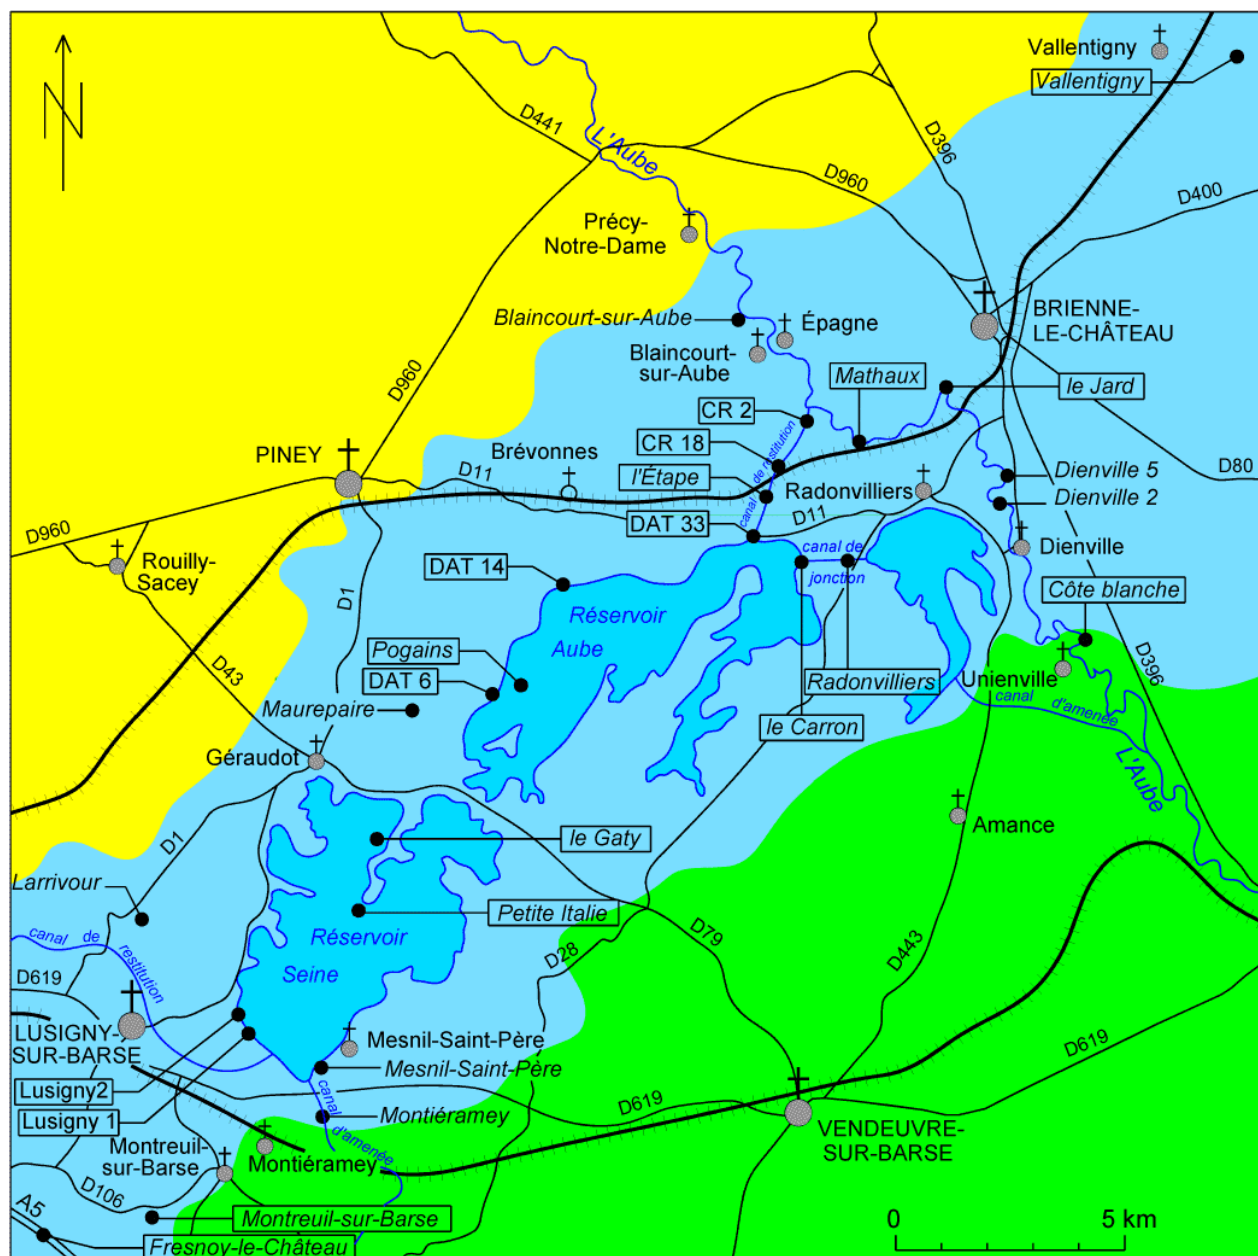 N
Vallentigny
Vallentigny
D441
L'Aube
D396
D960
D400
Précy-
Notre-Dame
Blaincourt-sur-Aube
Épagne
BRIENNE-
LE-CHÂTEAU
Blaincourt-
sur-Aube
D960
Mathaux
le Jard
CR 2
CR 18
canal de restitution
PINEY
Brévonnes
D11
l'Étape
Radonvilliers
Dienville 5
D80
Dienville 2
D960
DAT 33
D11
Rouilly-
Sacey
canal de
jonction
Dienville
DAT 14
D1
Réservoir
Aube
Côte blanche
Pogains
D43
DAT 6
Radonvilliers
Unienville
D396
Maurepaire
le Carron
canal d'amenée
Géraudot
L'Aube
D1
le Gaty
Amance
Larrivour
Petite Italie
canal de restitution
Réservoir
Seine
D28
D79
D443
D619
LUSIGNY-
SUR-BARSE
Mesnil-Saint-Père
Mesnil-Saint-Père
D619
Lusigny2
Lusigny 1
Montiéramey
canal d'amenée
D619
VENDEUVRE-
SUR-BARSE
Montreuil-
sur-Barse
Montiéramey
D106
A5
Montreuil-sur-Barse
Fresnoy-le-Château
0 5 km